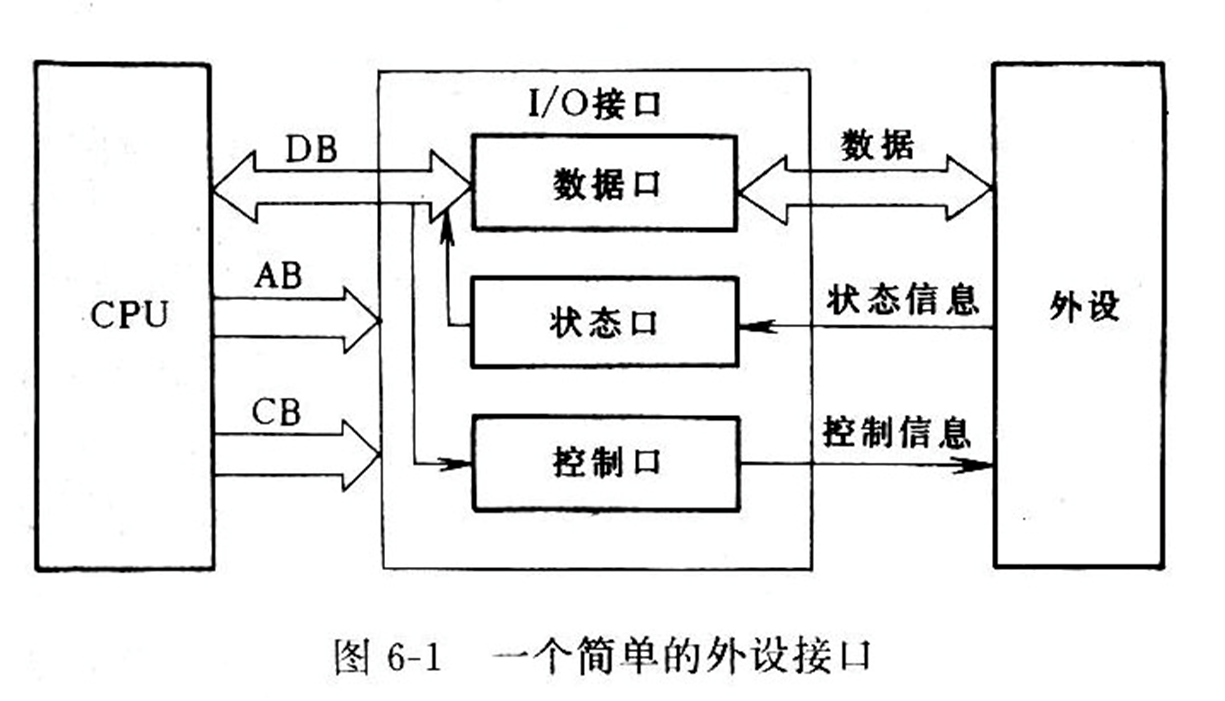 I/O接口
DB
数据口
数据
AB
CPU
状态口
状态信息
外设
CB
控制口
控制信息
图 6-1 一个简单的外设接口